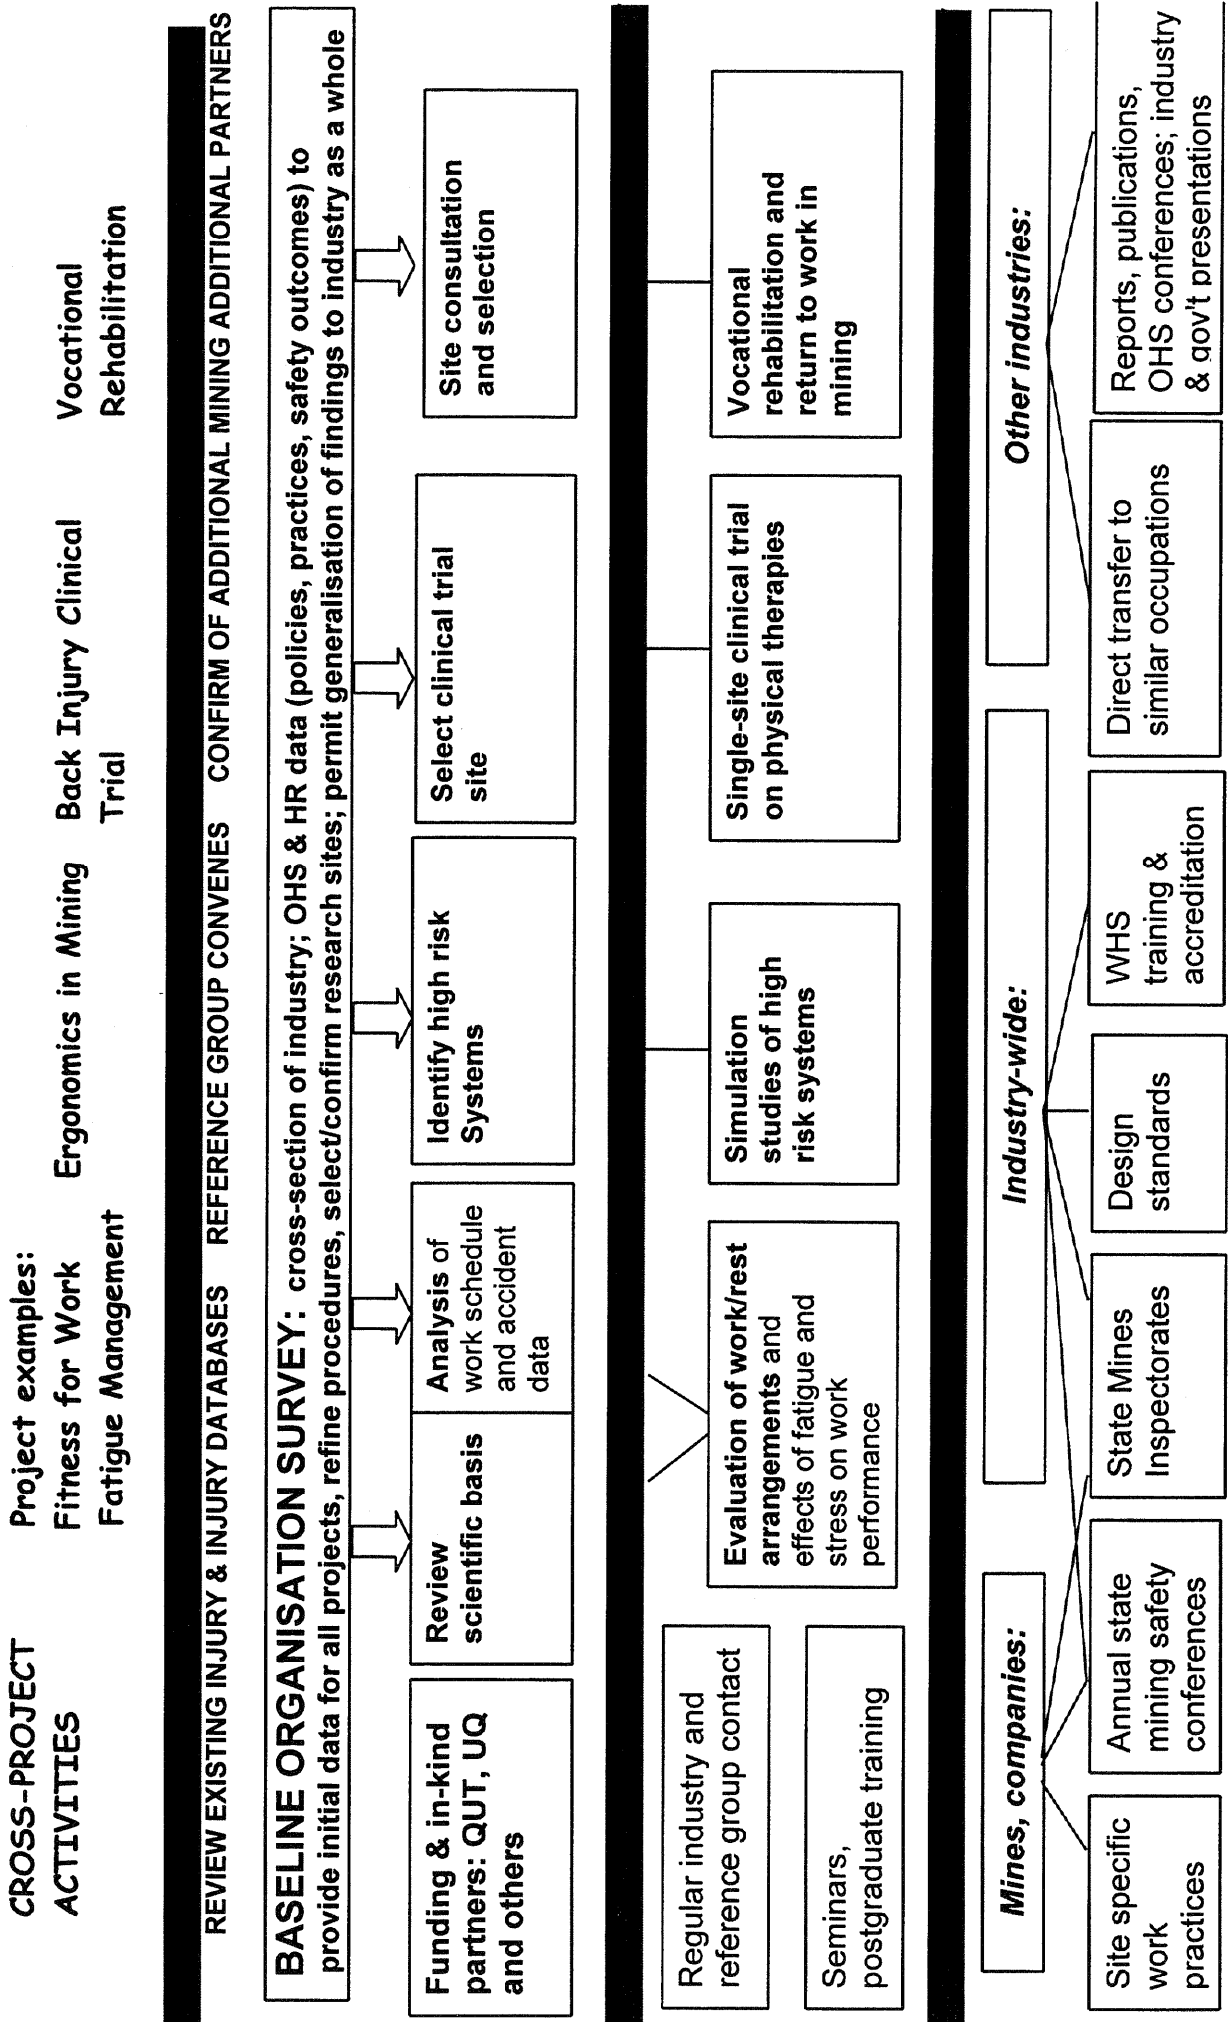 CROSS-PROJECT
ACTIVITIES
Project examples:
Fitness for Work
Fatigue Management
Ergonomics in Mining
Back Injury Clinical
Trial
Vocational
Rehabilitation
REVIEW EXISTING INJURY & INJURY DATABASES REFERENCE GROUP CONVENES CONFIRM OF ADDITIONAL MINING ADDITIONAL PARTNERS
BASELINE ORGANISATION SURVEY: cross-section of industry; OHS & HR data (policies, practices, safety outcomes) to
provide initial data for all projects, refine procedures, select/confirm research sites; permit generalisation of findings to industry as a whole
Funding & in-kind
partners: QUT, UQ
and others
Review
scientific basis
Analysis of
work schedule
and accident
data
Identify high risk
Systems
Select clinical trial
site
Site consultation
and selection
Regular industry and
reference group contact
Seminars,
postgraduate training
Evaluation of work/rest
arrangements and
effects of fatigue and
stress on work
performance
Simulation
studies of high
risk systems
Single-site clinical trial
on physical therapies
Vocational
rehabilitation and
return to work in
mining
Mines, companies:
Industry-wide:
Other industries:
Site specific
work
practices
Annual state
mining safety
conferences
State Mines
Inspectorates
Design
standards
WHS
training &
accreditation
Direct transfer to
similar occupations
Reports, publications,
OHS conferences; industry
& gov't presentations